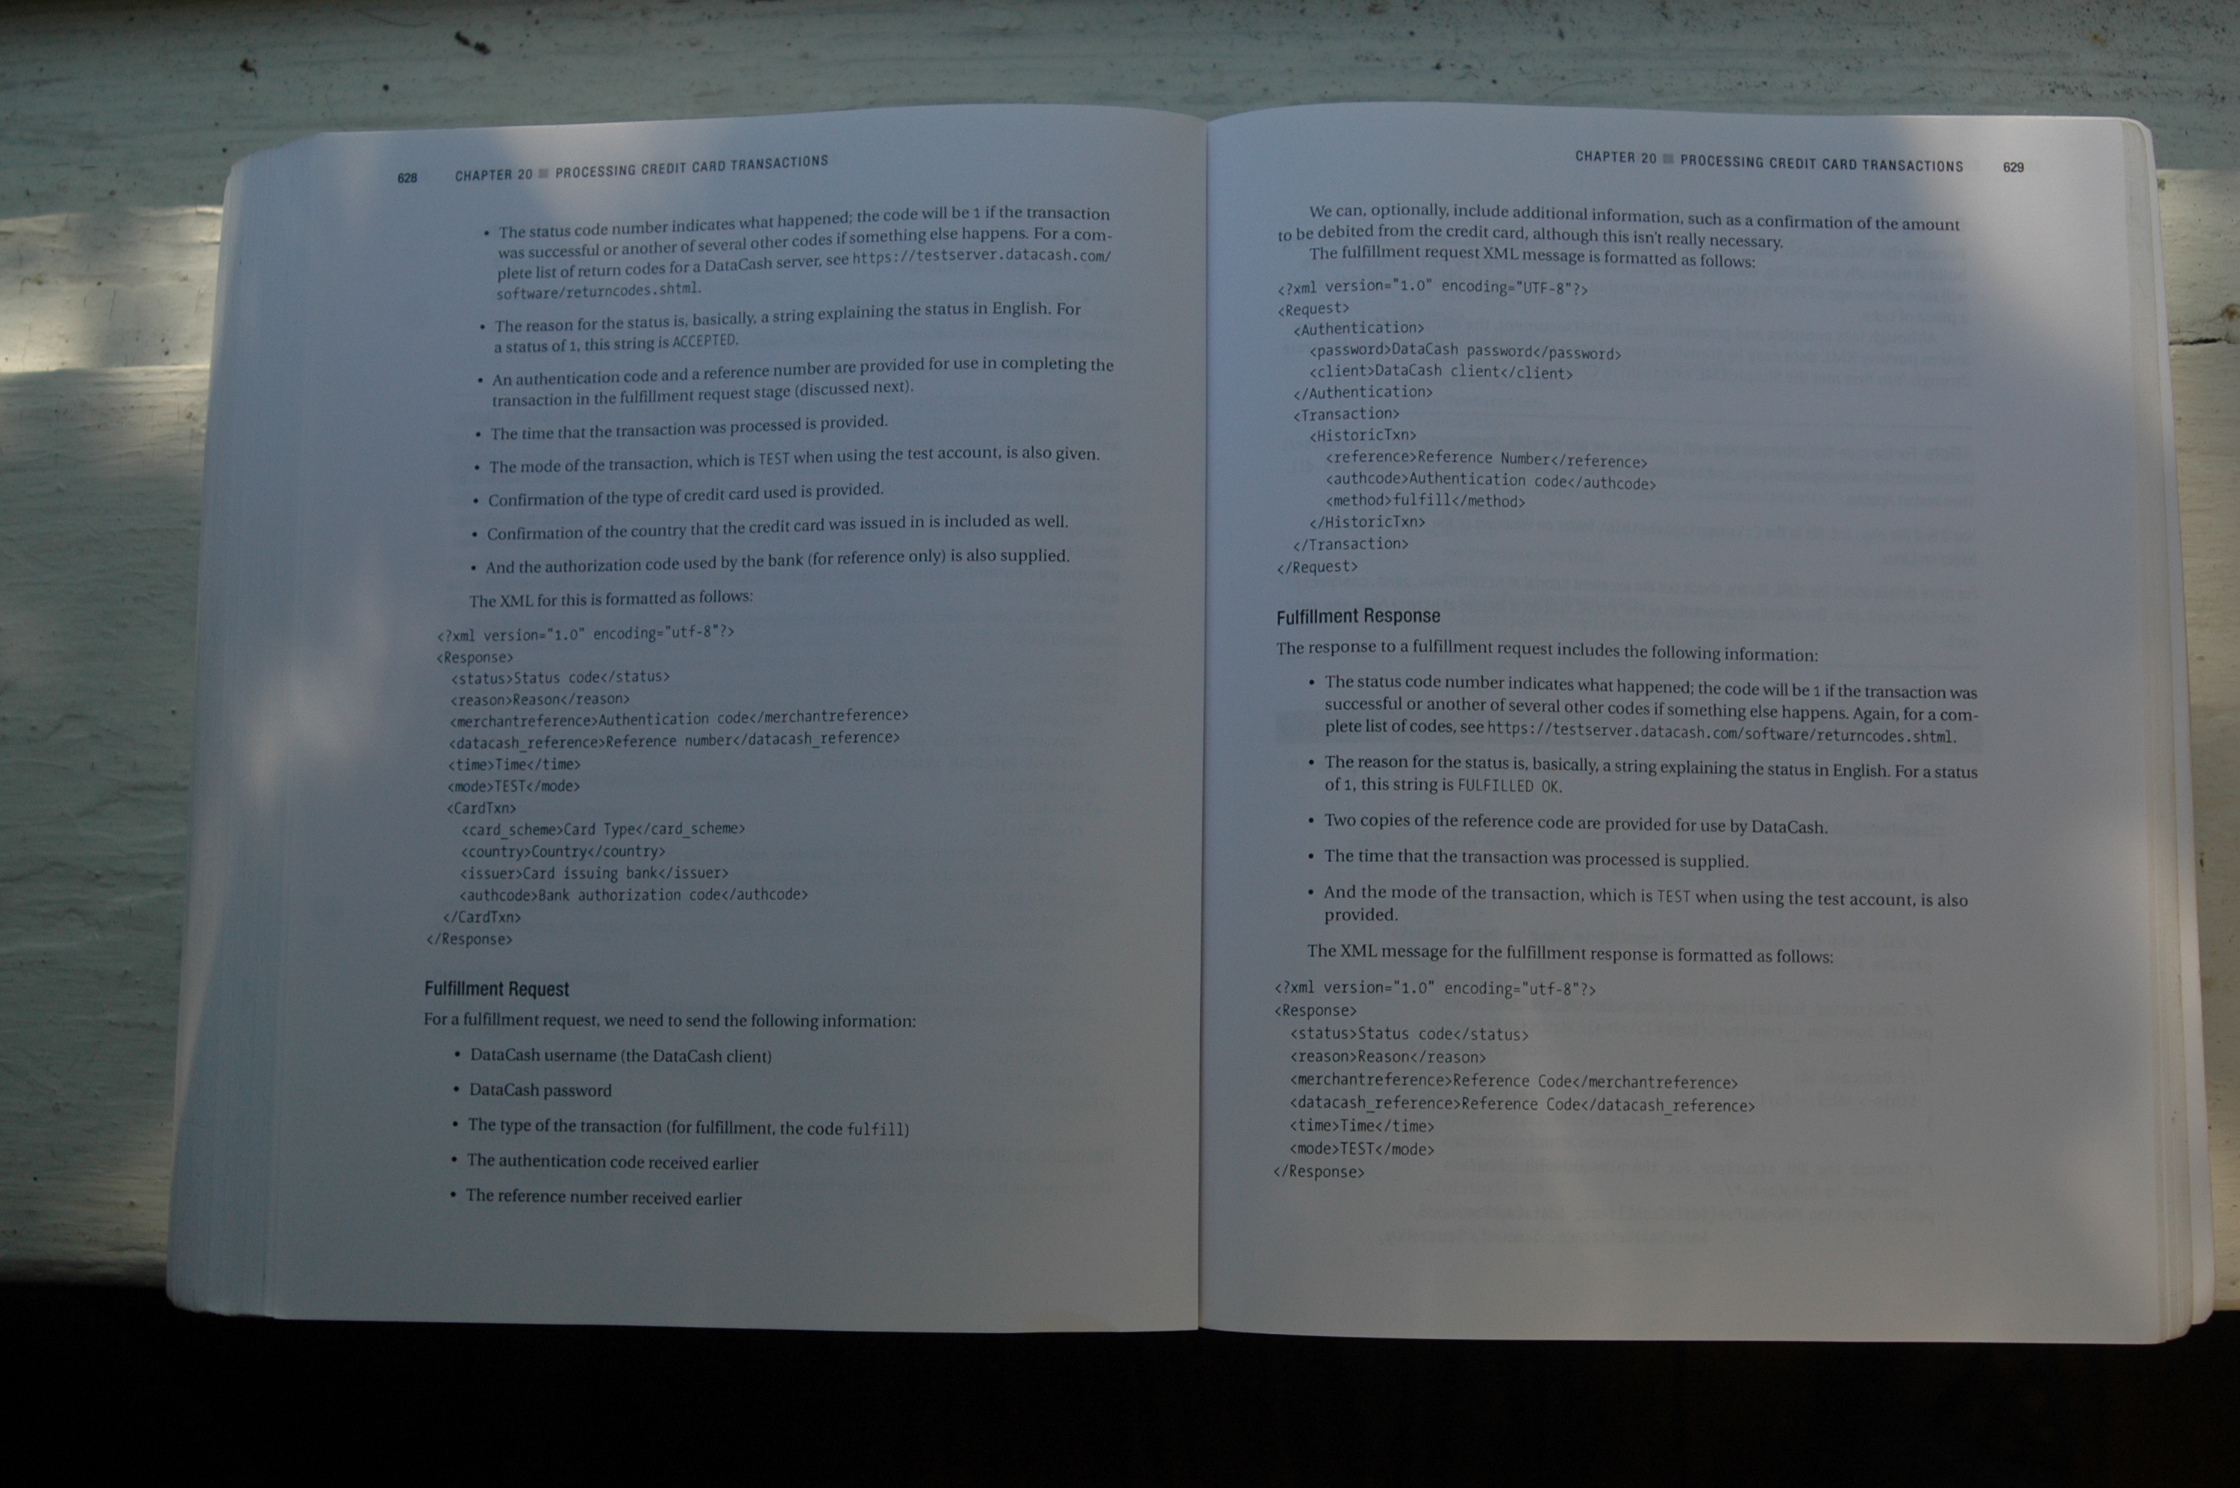 628 CHAPTER 20 ■ PROCESSING CREDIT CARD TRANSACTIONS
• The status code number indicates what happened; the code will be 1 if the transaction
was successful or another of several other codes if something else happens. For a com-
plete list of return codes for a DataCash server, see https://testserver.datacash.com/
software/returncodes.shtml.
• The reason for the status is, basically, a string explaining the status in English. For
a status of 1, this string is ACCEPTED.
• An authentication code and a reference number are provided for use in completing the
transaction in the fulfillment request stage (discussed next).
• The time that the transaction was processed is provided.
• The mode of the transaction, which is TEST when using the test account, is also given.
• Confirmation of the type of credit card used is provided.
• Confirmation of the country that the credit card was issued in is included as well.
• And the authorization code used by the bank (for reference only) is also supplied.
The XML for this is formatted as follows:
<?xml version="1.0" encoding="utf-8"?>
<Response>
<status>Status code</status>
<reason>Reason</reason>
<merchantreference>Authentication code</merchantreference>
<datacash_reference>Reference number</datacash_reference>
<time>Time</time>
<mode>TEST</mode>
<CardTxn>
<card_scheme>Card Type</card_scheme>
<country>Country</country>
<issuer>Card issuing bank</issuer>
<authcode>Bank authorization code</authcode>
</CardTxn>
</Response>
Fulfillment Request
For a fulfillment request, we need to send the following information:
• DataCash username (the DataCash client)
• DataCash password
• The type of the transaction (for fulfillment, the code fulfill)
• The authentication code received earlier
• The reference number received earlier
CHAPTER 20 ■ PROCESSING CREDIT CARD TRANSACTIONS 629
We can, optionally, include additional information, such as a confirmation of the amount
to be debited from the credit card, although this isn't really necessary.
The fulfillment request XML message is formatted as follows:
<?xml version="1.0" encoding="UTF-8"?>
<Request>
<Authentication>
<password>DataCash password</password>
<client>DataCash client</client>
</Authentication>
<Transaction>
<HistoricTxn>
<reference>Reference Number</reference>
<authcode>Authentication code</authcode>
<method>fulfill</method>
</HistoricTxn>
</Transaction>
</Request>
Fulfillment Response
The response to a fulfillment request includes the following information:
• The status code number indicates what happened; the code will be 1 if the transaction was
successful or another of several other codes if something else happens. Again, for a com-
plete list of codes, see https://testserver.datacash.com/software/returncodes.shtml.
• The reason for the status is, basically, a string explaining the status in English. For a status
of 1, this string is FULFILLED OK.
• Two copies of the reference code are provided for use by DataCash.
• The time that the transaction was processed is supplied.
• And the mode of the transaction, which is TEST when using the test account, is also
provided.
The XML message for the fulfillment response is formatted as follows:
<?xml version="1.0" encoding="utf-8"?>
<Response>
<status>Status code</status>
<reason>Reason</reason>
<merchantreference>Reference Code</merchantreference>
<datacash_reference>Reference Code</datacash_reference>
<time>Time</time>
<mode>TEST</mode>
</Response>